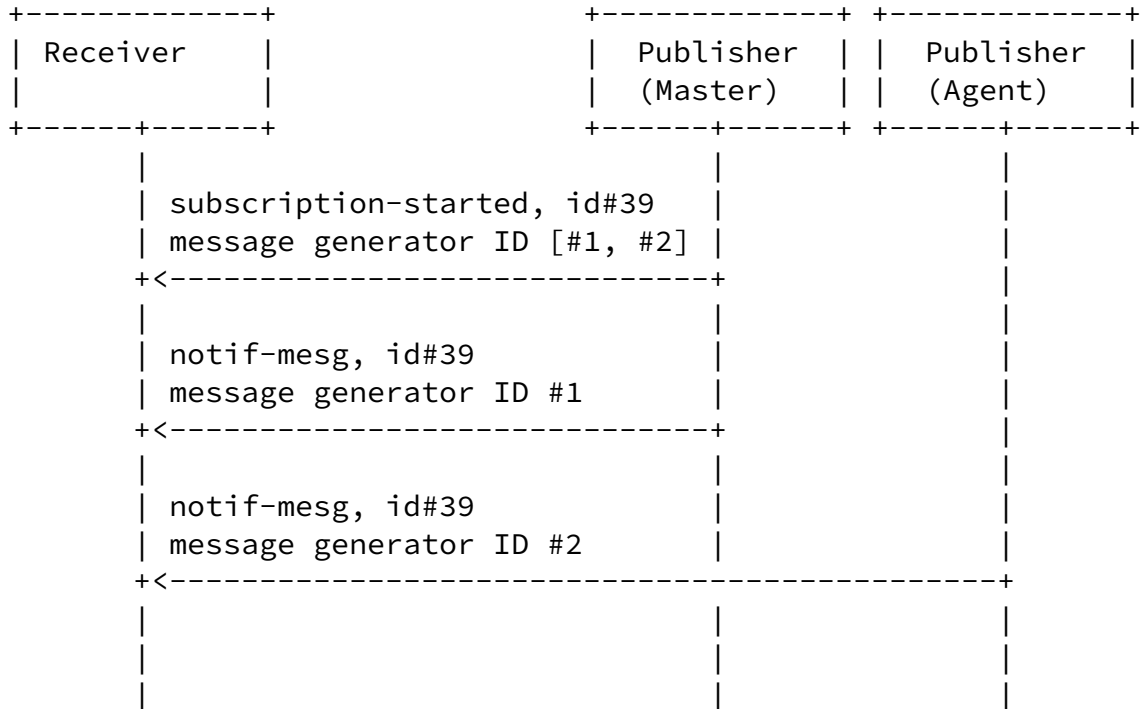 Receiver
Publisher
(Master)
Publisher
(Agent)
subscription-started, id#39
message generator ID [#1, #2]
notif-mesg, id#39
message generator ID #1
notif-mesg, id#39
message generator ID #2